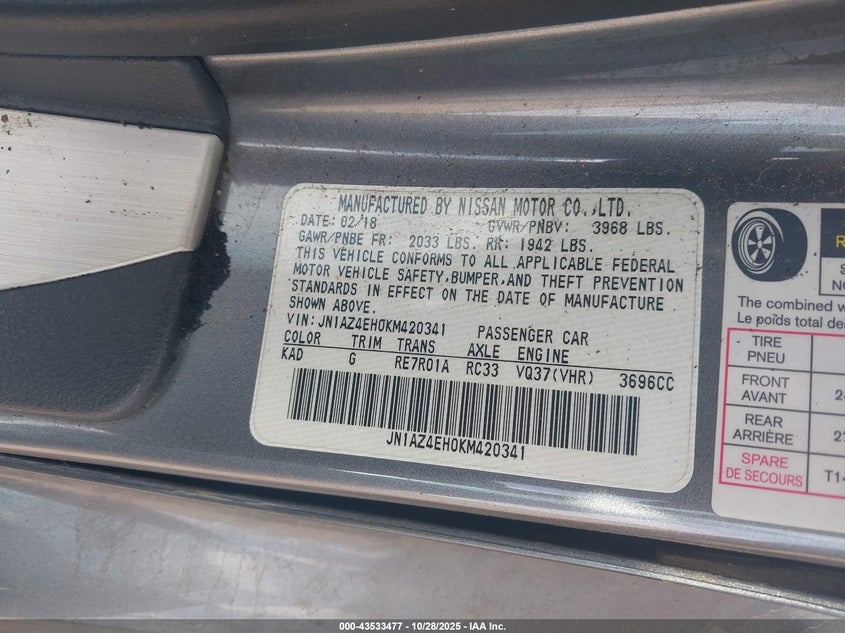 MANUFACTURED BY NISSAN MOTOR CO.,LTD.
DATE: 02/18 GVWR/PNBV: 3968 LBS.
GAWR/PNBE FR: 2033 LBS. RR: 1942 LBS.
THIS VEHICLE CONFORMS TO ALL APPLICABLE FEDERAL
MOTOR VEHICLE SAFETY,BUMPER,AND THEFT PREVENTION
STANDARDS IN EFFECT ON THE DATE OF MANUFACTURE
SHOWN ABOVE.
VIN:JN1AZ4EH0KM420341 PASSENGER CAR
COLOR TRIM TRANS AXLE ENGINE
KAD G RE7R01A RC33 VQ37(VHR) 3696CC
JN1AZ4EH0KM420341
The combined
Le poids total
TIRE
PNEU
FRONT
AVANT
REAR
ARRIÈRE
SPARE
DE SECOURS
000-43533477 - 10/28/2025 - IAA Inc.